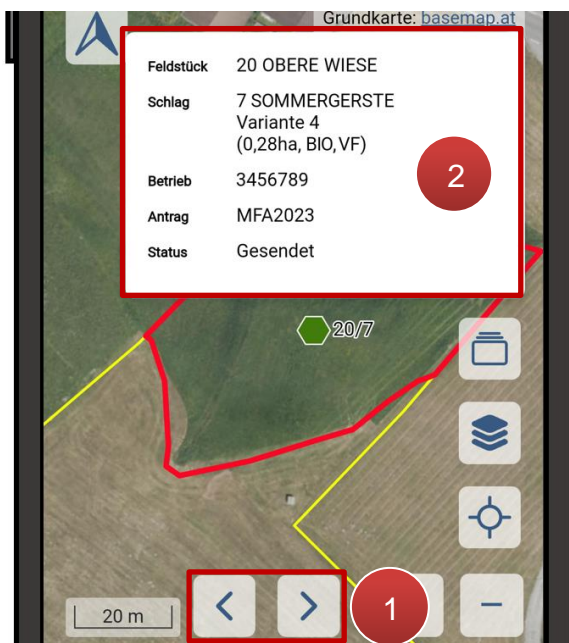 Grundkarte: basemap.at
Feldstück 20 OBERE WIESE
Schlag 7 SOMMERGERSTE
Variante 4
(0,28ha, BIO,VF)
Betrieb 3456789
Antrag MFA2023
Status Gesendet
2
20/7
20 m
1